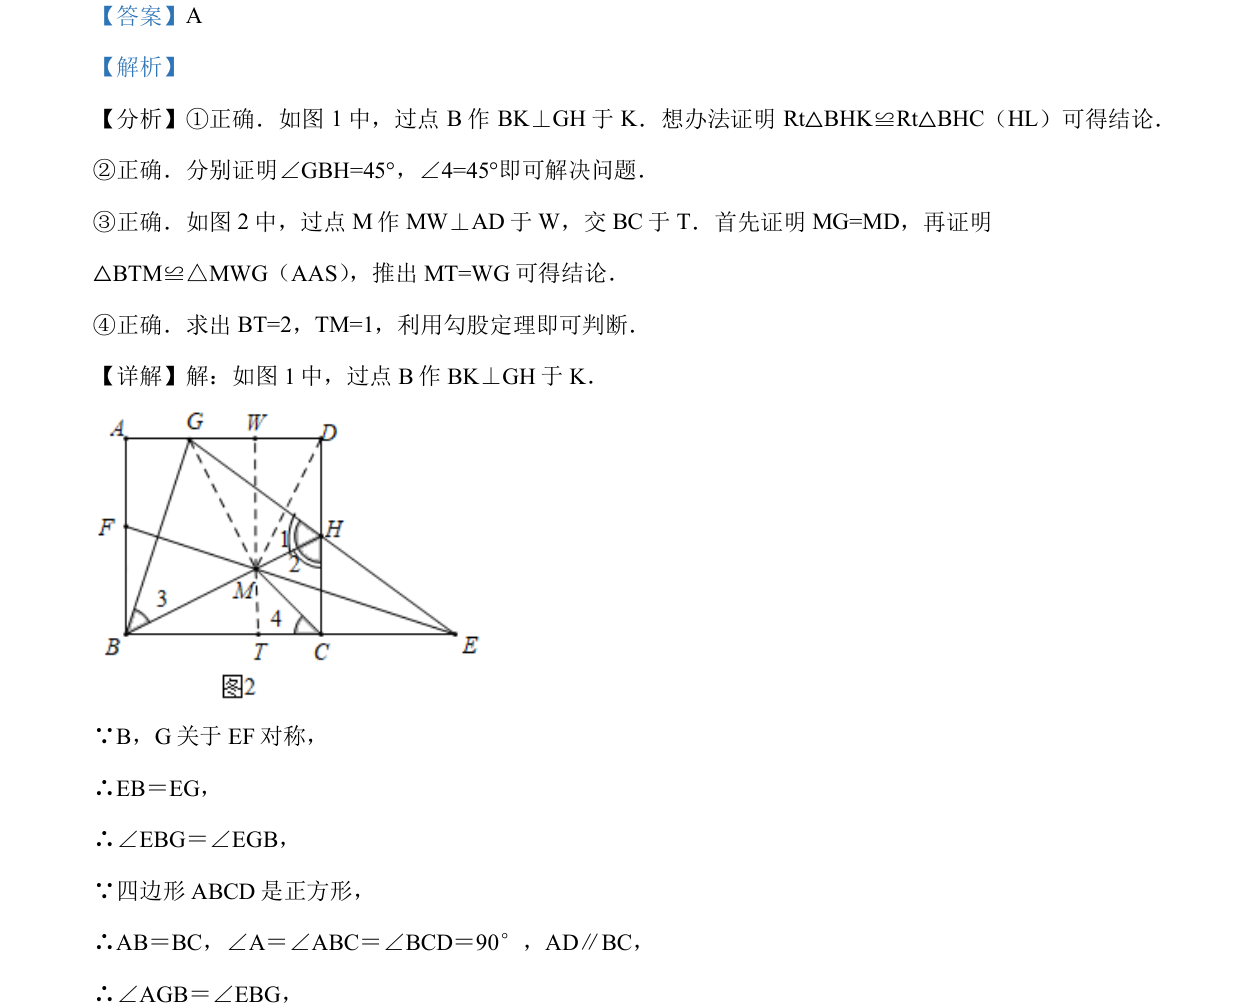 【答案】A
【解析】
【分析】①正确．如图 1 中，过点 B 作 BK⊥GH 于 K．想办法证明 Rt△BHK≌Rt△BHC（HL）可得结论．
②正确．分别证明∠GBH=45°，∠4=45°即可解决问题．
③正确．如图 2 中，过点 M 作 MW⊥AD 于 W，交 BC 于 T．首先证明 MG=MD，再证明
△BTM≌△MWG（AAS），推出 MT=WG 可得结论．
④正确．求出 BT=2，TM=1，利用勾股定理即可判断．
【详解】解：如图 1 中，过点 B 作 BK⊥GH 于 K．
A G W D
F H
1
2
M
3
4
B T C E
图2
∵B，G 关于 EF 对称，
∴EB＝EG，
∴∠EBG＝∠EGB，
∵四边形 ABCD 是正方形，
∴AB＝BC，∠A＝∠ABC＝∠BCD＝90°，AD∥BC，
∴∠AGB＝∠EBG，